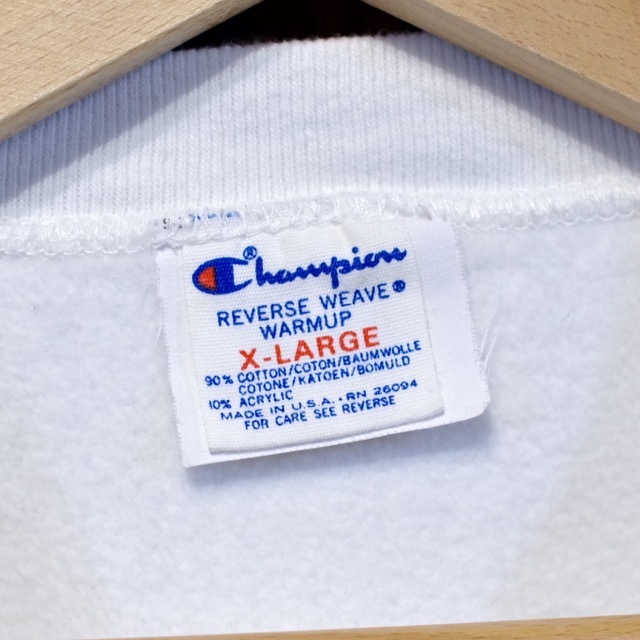 Champion®
REVERSE WEAVE®
WARMUP
X-LARGE
90% COTTON/COTON/BAUMWOLLE
COTONE/KATOEN/BOMULD
10% ACRYLIC
MADE IN U.S.A. · RN 26094
FOR CARE SEE REVERSE